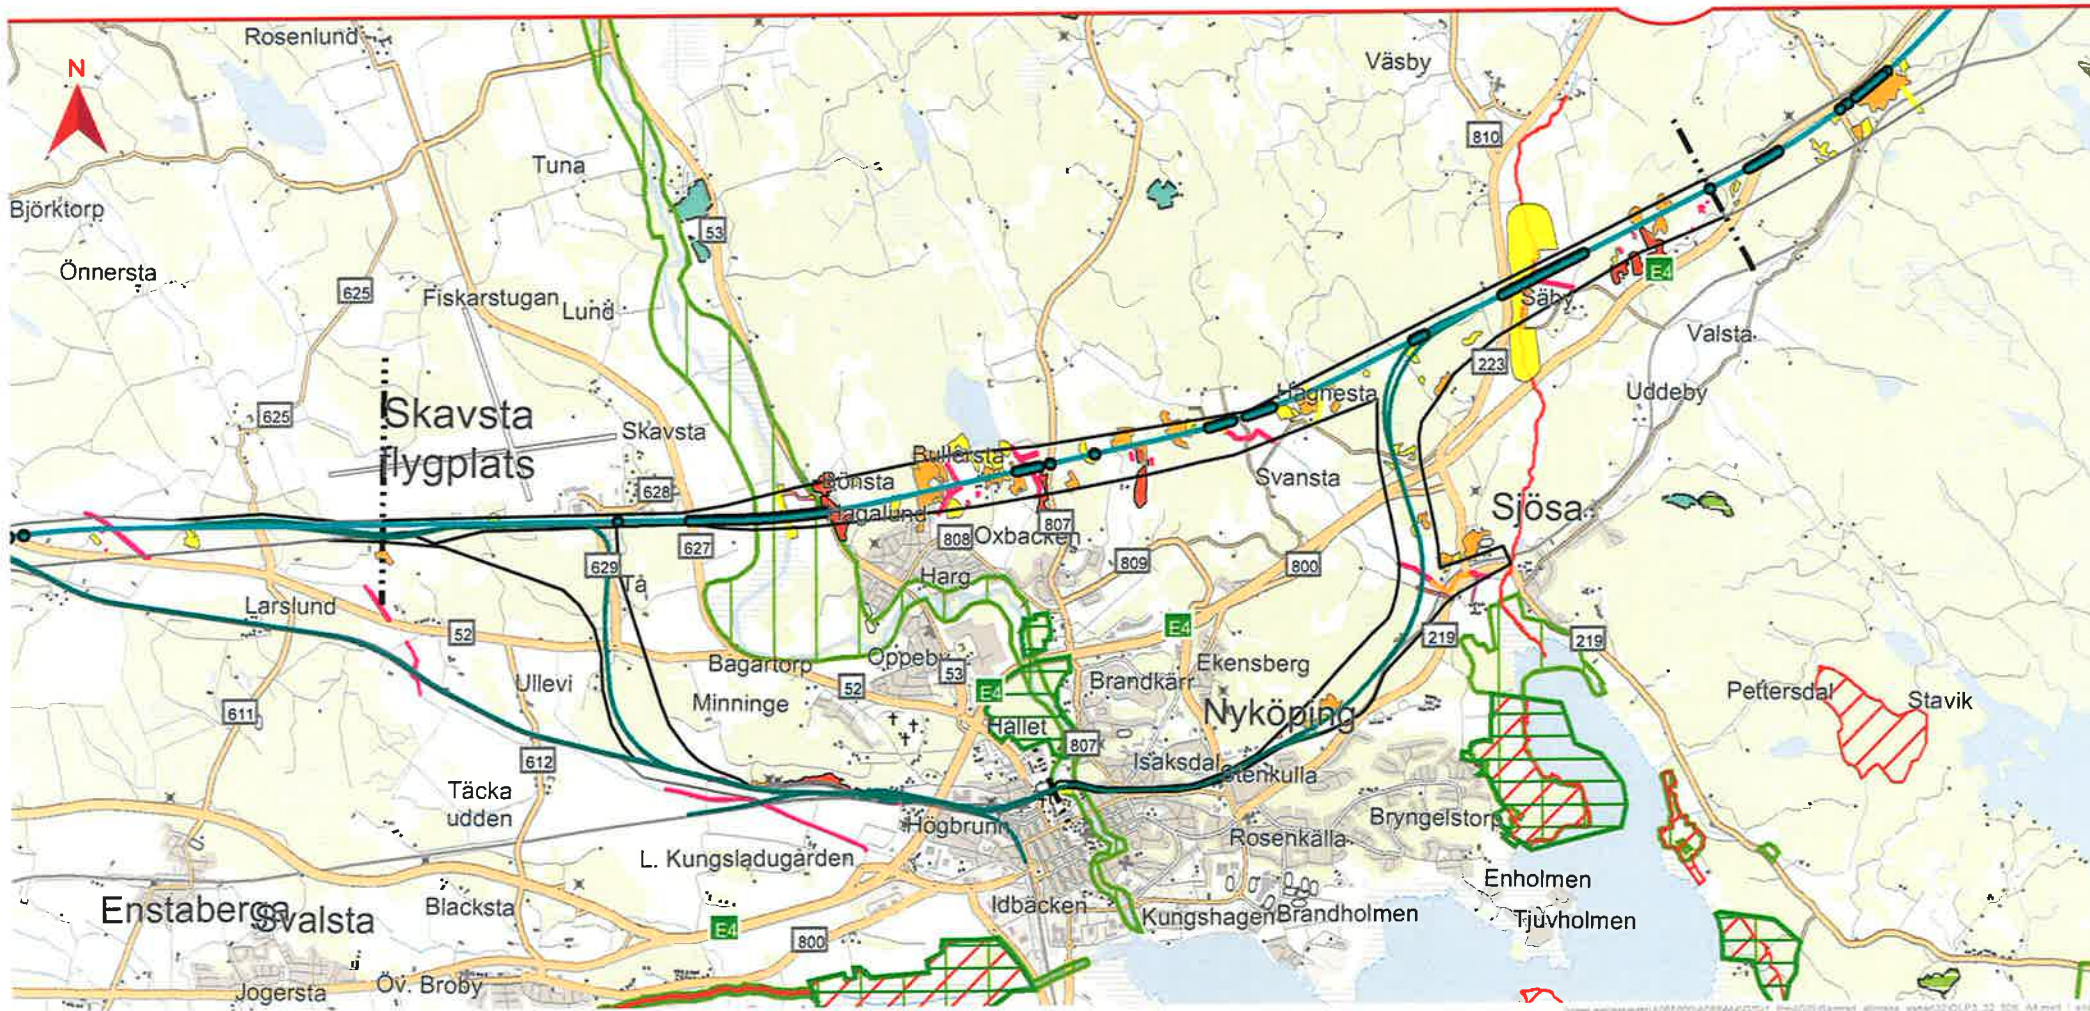 Rosenlund
N
Väsby
810
Tuna
Björktorp
53
Önnersta
E4
625
Fiskarstugan
Lund
Säby
Valsta
223
Hagnesta
Uddeby
625
Skavsta
flygplats
Skavsta
Bullersta
Bönsta
Svansta
628
Sjösa
Hagalund
807
808
Oxbacken
627
629
Tå
809
800
Harg
Larslund
E4
52
219
219
Oppeby
Bagartorp
Ekensberg
53
Ullevi
52
E4
Brandkärr
Pettersdal
Stavik
Minninge
611
Nyköping
Hållet
807
612
Isaksdal
Stenkulla
Täcka
udden
Bryngelstorp
Högbrunn
Rosenkälla
L. Kungsladugården
Enholmen
Enstaberga
Svalsta
Blacksta
Idbäcken
Kungshagen
Brandholmen
Tjuvholmen
E4
800
Öv. Broby
Jogersta